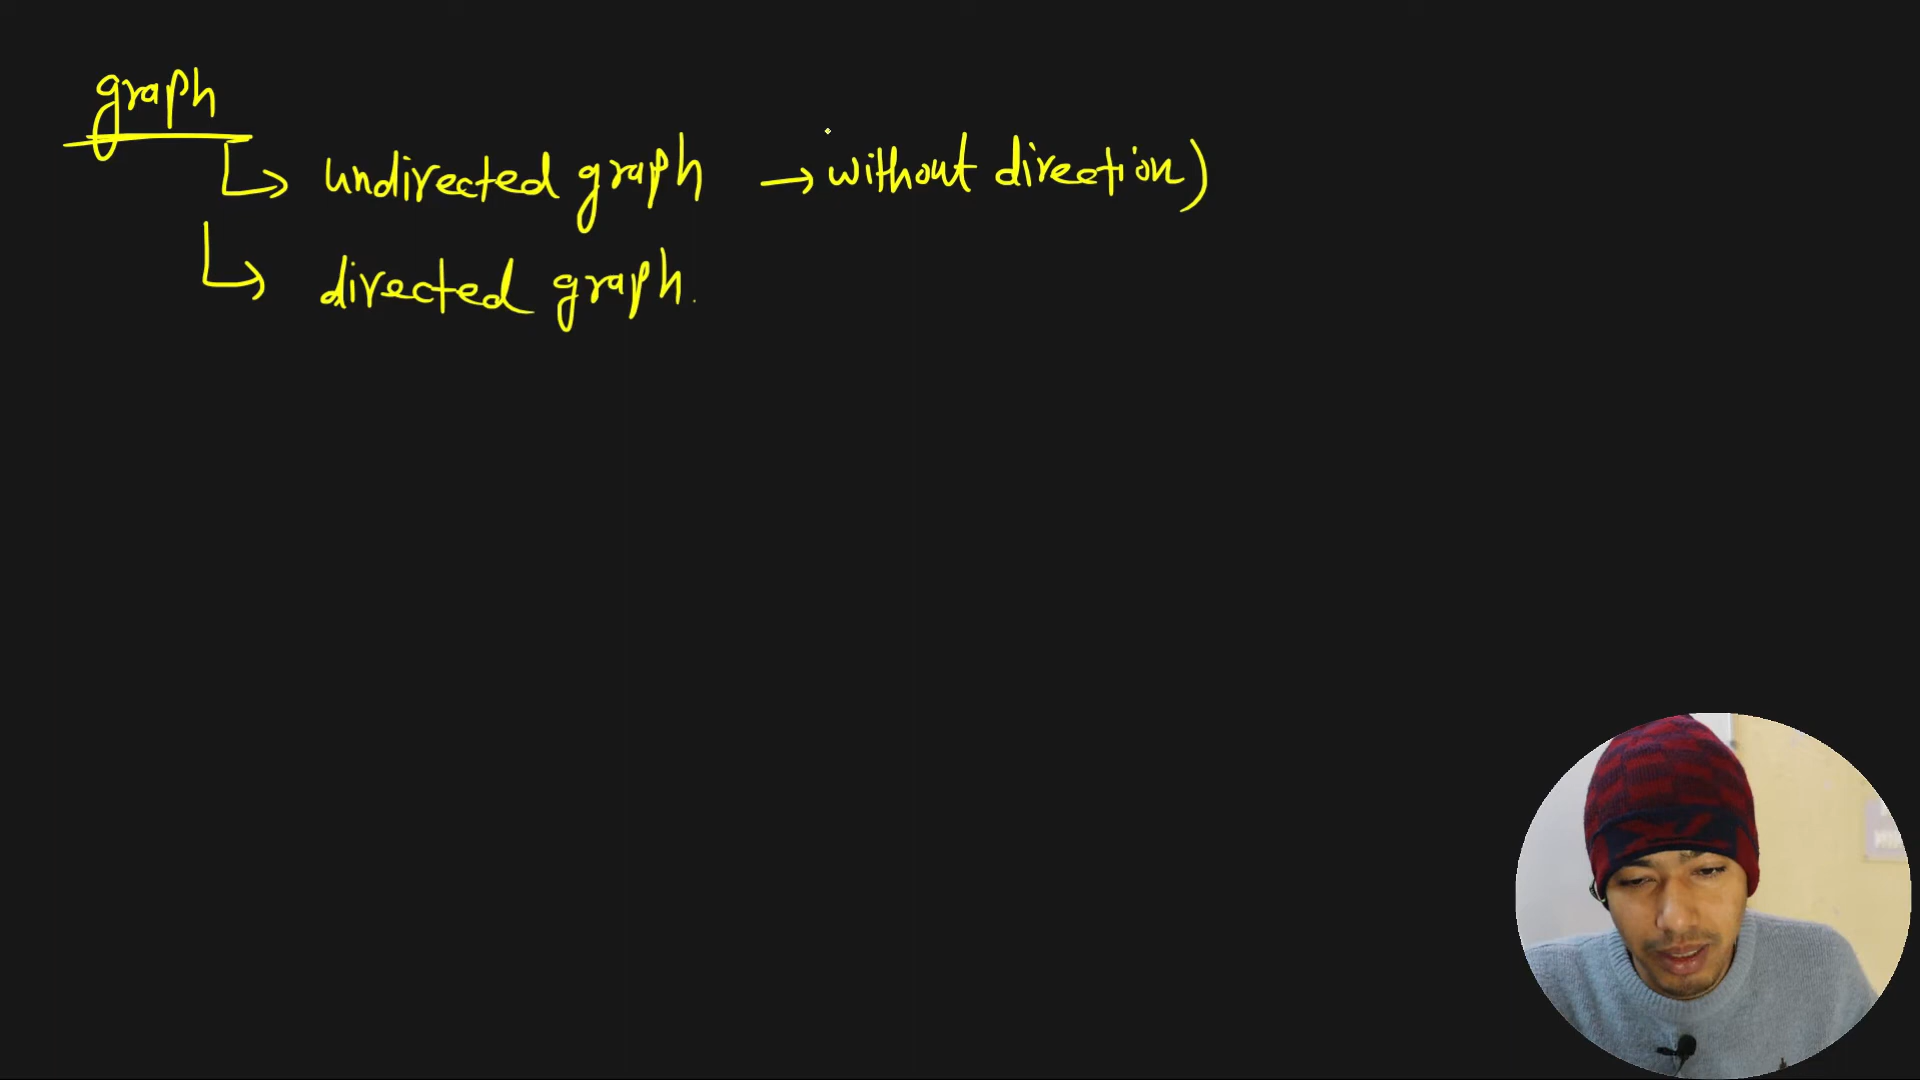 graph
↳ undirected graph → without direction)
↳ directed graph.